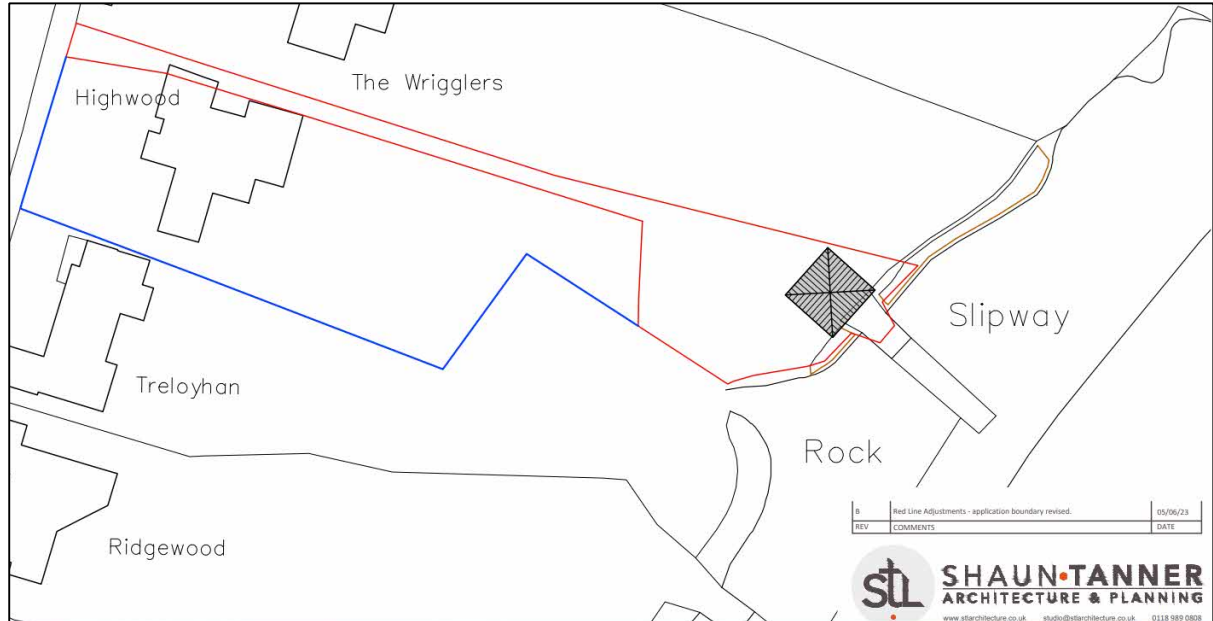 The Wrigglers
Highwood
Slipway
Treloyhan
Rock
Ridgewood
B Red Line Adjustments - application boundary revised. 05/06/23
REV COMMENTS DATE
STL
SHAUN•TANNER
ARCHITECTURE & PLANNING
www.stlarchitecture.co.uk studio@stlarchitecture.co.uk 0118 989 0808